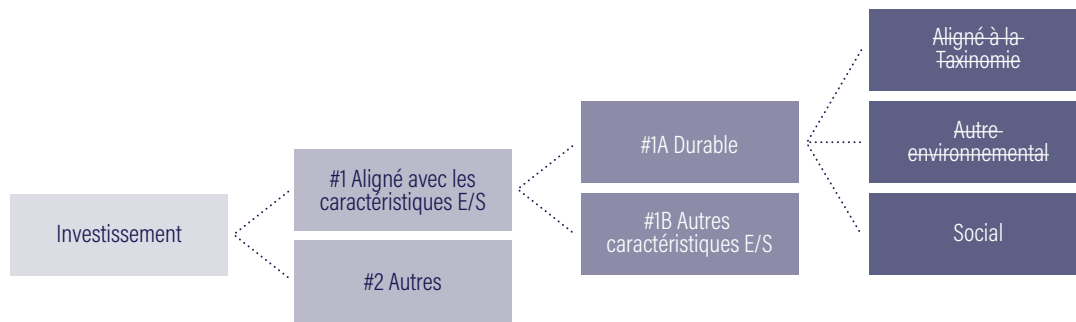 Investissement
#1 Aligné avec les
caractéristiques E/S
#2 Autres
#1A Durable
#1B Autres
caractéristiques E/S
Aligné à la
Taxinomie
Autre
environnemental
Social